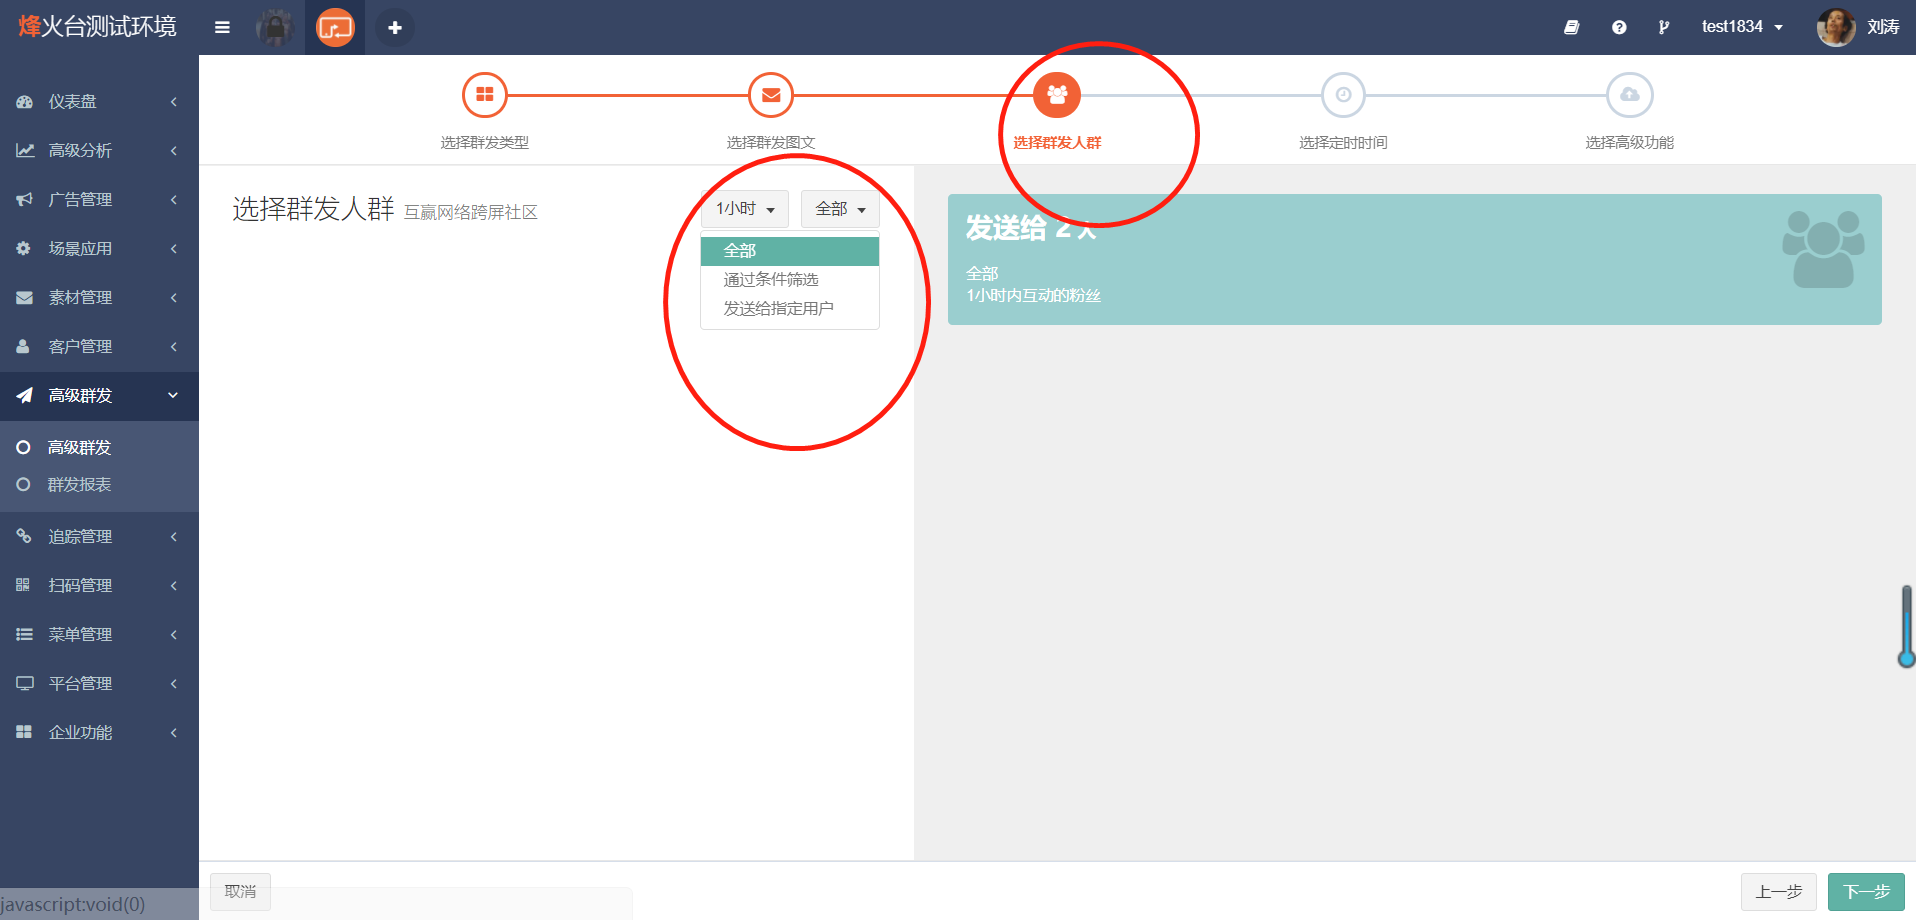 烽火台测试环境
test1834
刘涛
仪表盘
高级分析
广告管理
场景应用
素材管理
客户管理
高级群发
高级群发
群发报表
追踪管理
扫码管理
菜单管理
平台管理
企业功能
选择群发类型
选择群发图文
选择群发人群
选择定时时间
选择高级功能
选择群发人群 互赢网络跨屏社区
1小时
全部
全部
通过条件筛选
发送给指定用户
发送给 2 人
全部
1小时内互动的粉丝
取消
上一步
下一步
javascript:void(0)